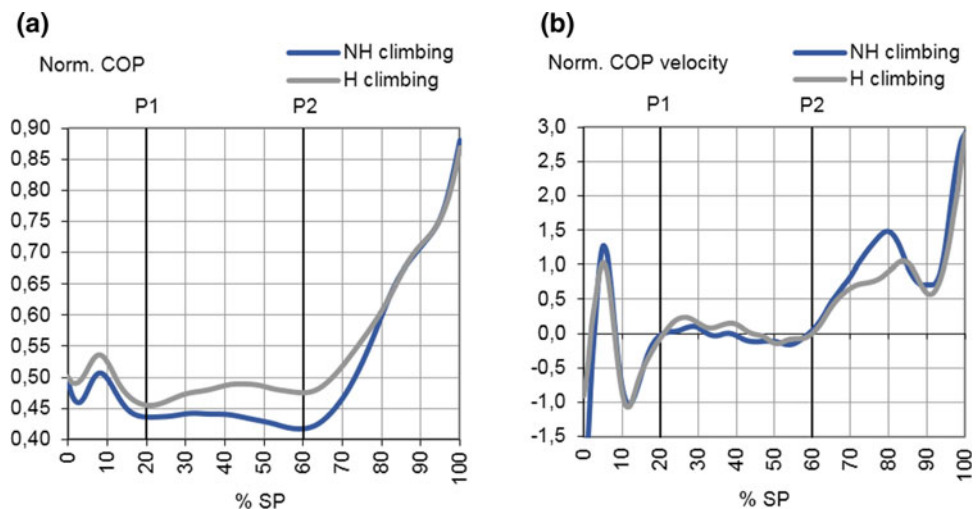 (a)
NH climbing
H climbing
Norm. COP
P1 P2
0,90
0,85
0,80
0,75
0,70
0,65
0,60
0,55
0,50
0,45
0,40
0 10 20 30 40 50 60 70 80 90 100
% SP
(b)
NH climbing
H climbing
Norm. COP velocity
P1 P2
3,0
2,5
2,0
1,5
1,0
0,5
0,0
-0,5
-1,0
-1,5
0 10 20 30 40 50 60 70 80 90 100
% SP